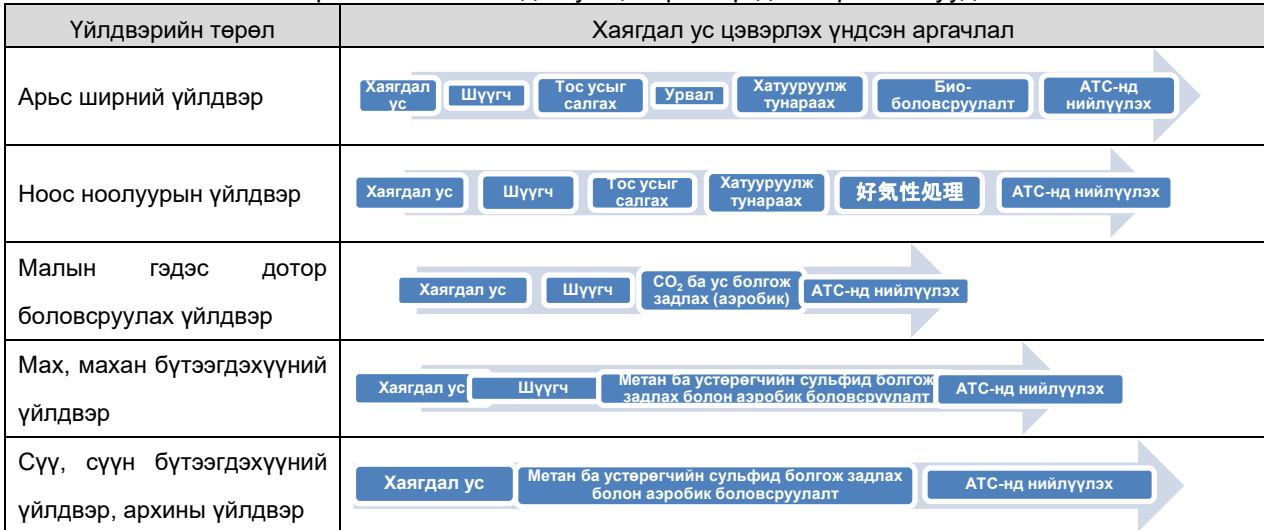 Үйлдвэрийн төрөл
Хаягдал ус цэвэрлэх үндсэн аргачлал
Арьс ширний үйлдвэр
Хаягдал
ус
Шүүгч
Тос усыг
салгах
Урвал
Хатууруулж
тунараах
Био-
боловсруулалт
АТС-нд
нийлүүлэх
Ноос ноолуурын үйлдвэр
Хаягдал ус
Шүүгч
Тос усыг
салгах
Хатууруулж
тунараах
好気性処理
АТС-нд нийлүүлэх
Малын гэдэс дотор
боловсруулах үйлдвэр
Хаягдал ус
Шүүгч
CO₂ ба ус болгож
задлах (аэробик)
АТС-нд нийлүүлэх
Мах, махан бүтээгдэхүүний
үйлдвэр
Хаягдал ус
Шүүгч
Метан ба устөрөгчийн сульфид болгож
задлах болон аэробик боловсруулалт
АТС-нд нийлүүлэх
Сүү, сүүн бүтээгдэхүүний
үйлдвэр, архины үйлдвэр
Хаягдал ус
Метан ба устөрөгчийн сульфид болгож задлах
болон аэробик боловсруулалт
АТС-нд нийлүүлэх